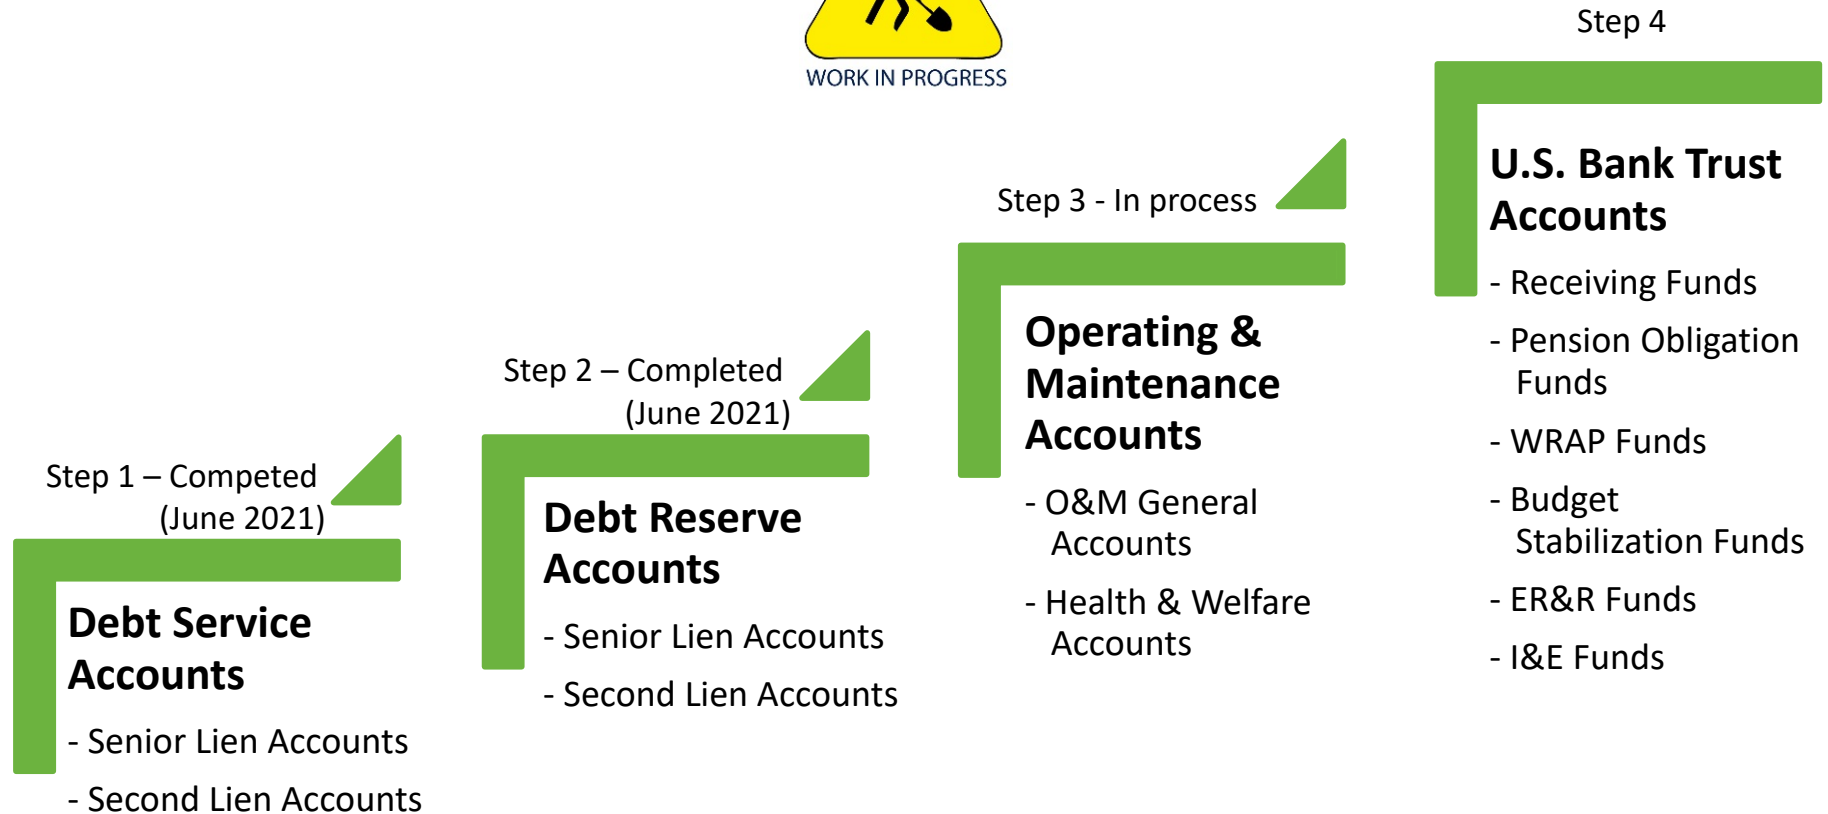 WORK IN PROGRESS
Step 1 – Competed
(June 2021)
Debt Service
Accounts
- Senior Lien Accounts
- Second Lien Accounts
Step 2 – Completed
(June 2021)
Debt Reserve
Accounts
- Senior Lien Accounts
- Second Lien Accounts
Step 3 - In process
Operating &
Maintenance
Accounts
- O&M General
Accounts
- Health & Welfare
Accounts
Step 4
U.S. Bank Trust
Accounts
- Receiving Funds
- Pension Obligation
Funds
- WRAP Funds
- Budget
Stabilization Funds
- ER&R Funds
- I&E Funds